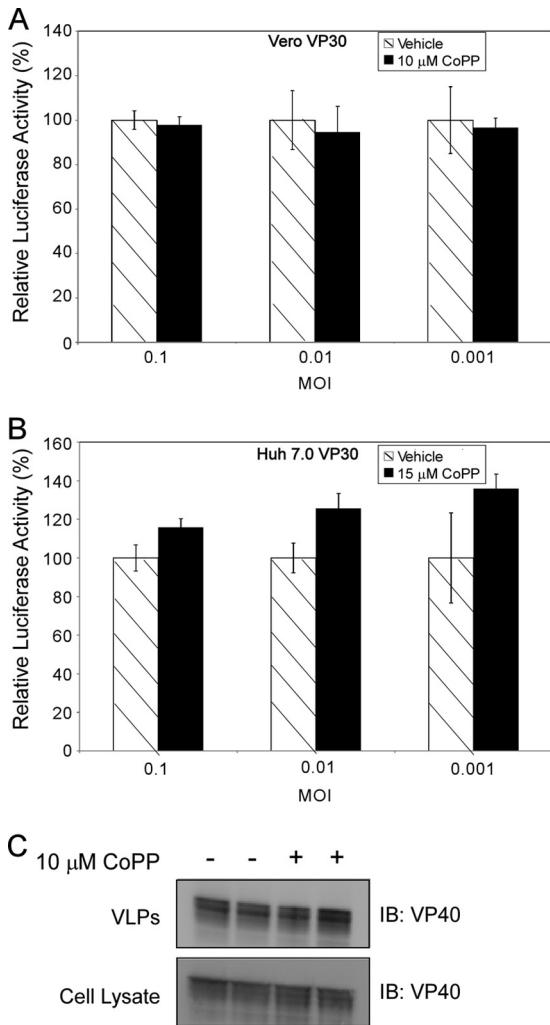 A
Relative Luciferase Activity (%)
140
120
100
80
60
40
20
0
Vero VP30
Vehicle
10 μM CoPP
0.1
0.01
0.001
MOI
B
Relative Luciferase Activity (%)
160
140
120
100
80
60
40
20
0
Huh 7.0 VP30
Vehicle
15 μM CoPP
0.1
0.01
0.001
MOI
C
10 μM CoPP - - + +
VLPs
IB: VP40
Cell Lysate
IB: VP40